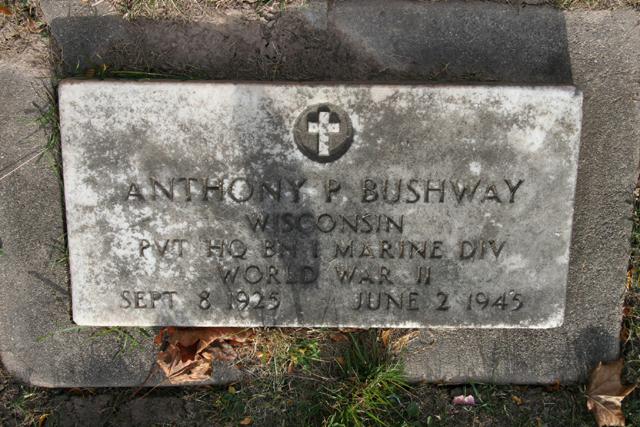 ANTHONY P. BUSHWAY
WISCONSIN
PVT HQ BN 1 MARINE DIV
WORLD WAR II
SEPT 8 1925 JUNE 2 1945